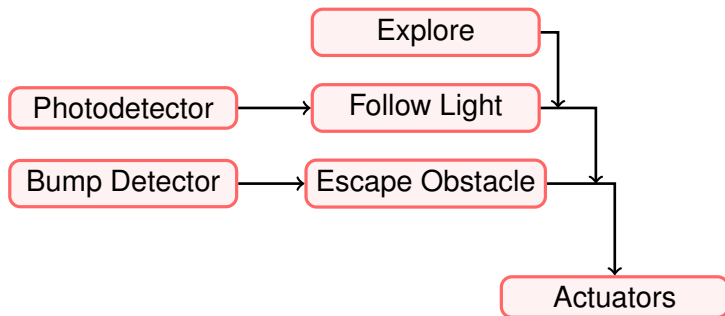 Explore
Photodetector
Follow Light
Bump Detector
Escape Obstacle
Actuators